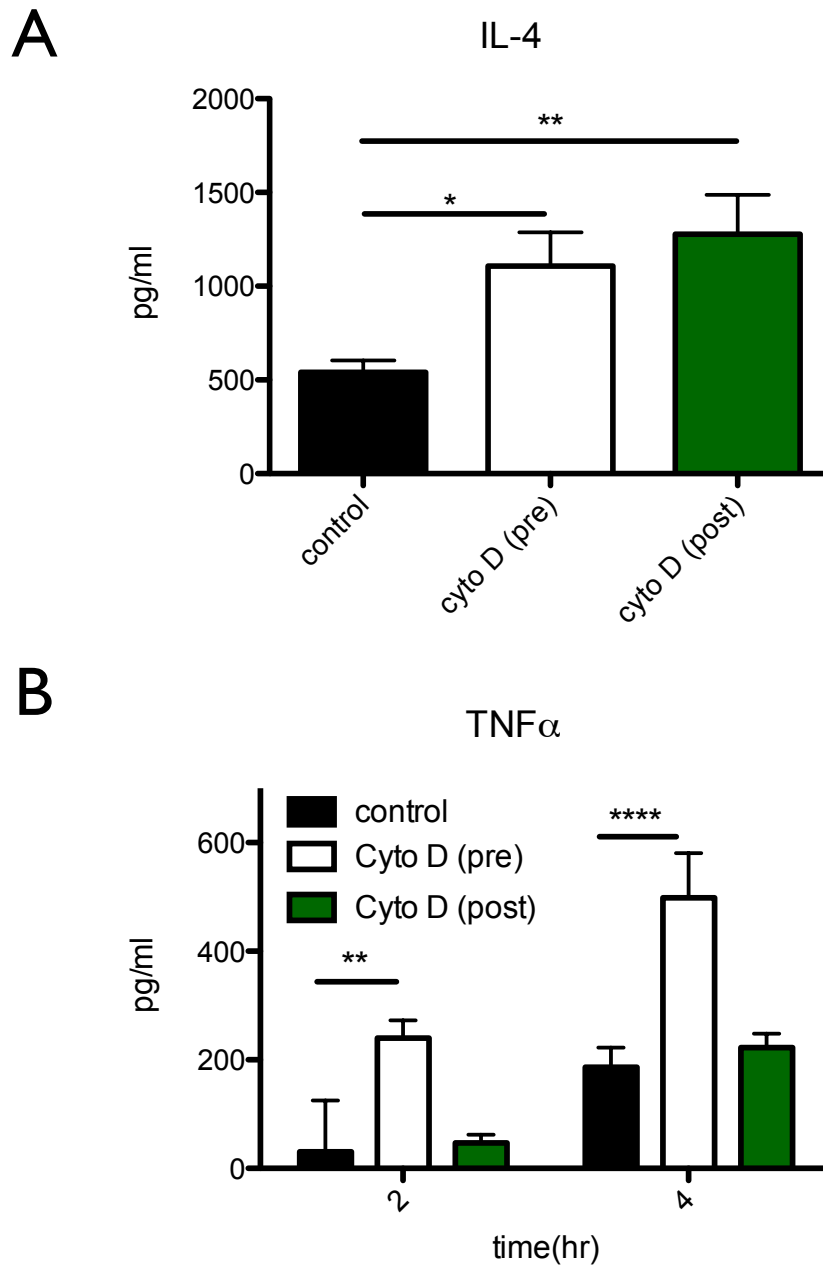 A
IL-4
2000
**
1500
*
pg/ml
1000
500
0
control
cyto D (pre)
cyto D (post)
B
TNFα
control
****
600
Cyto D (pre)
Cyto D (post)
pg/ml
400
**
200
0
2
4
time(hr)